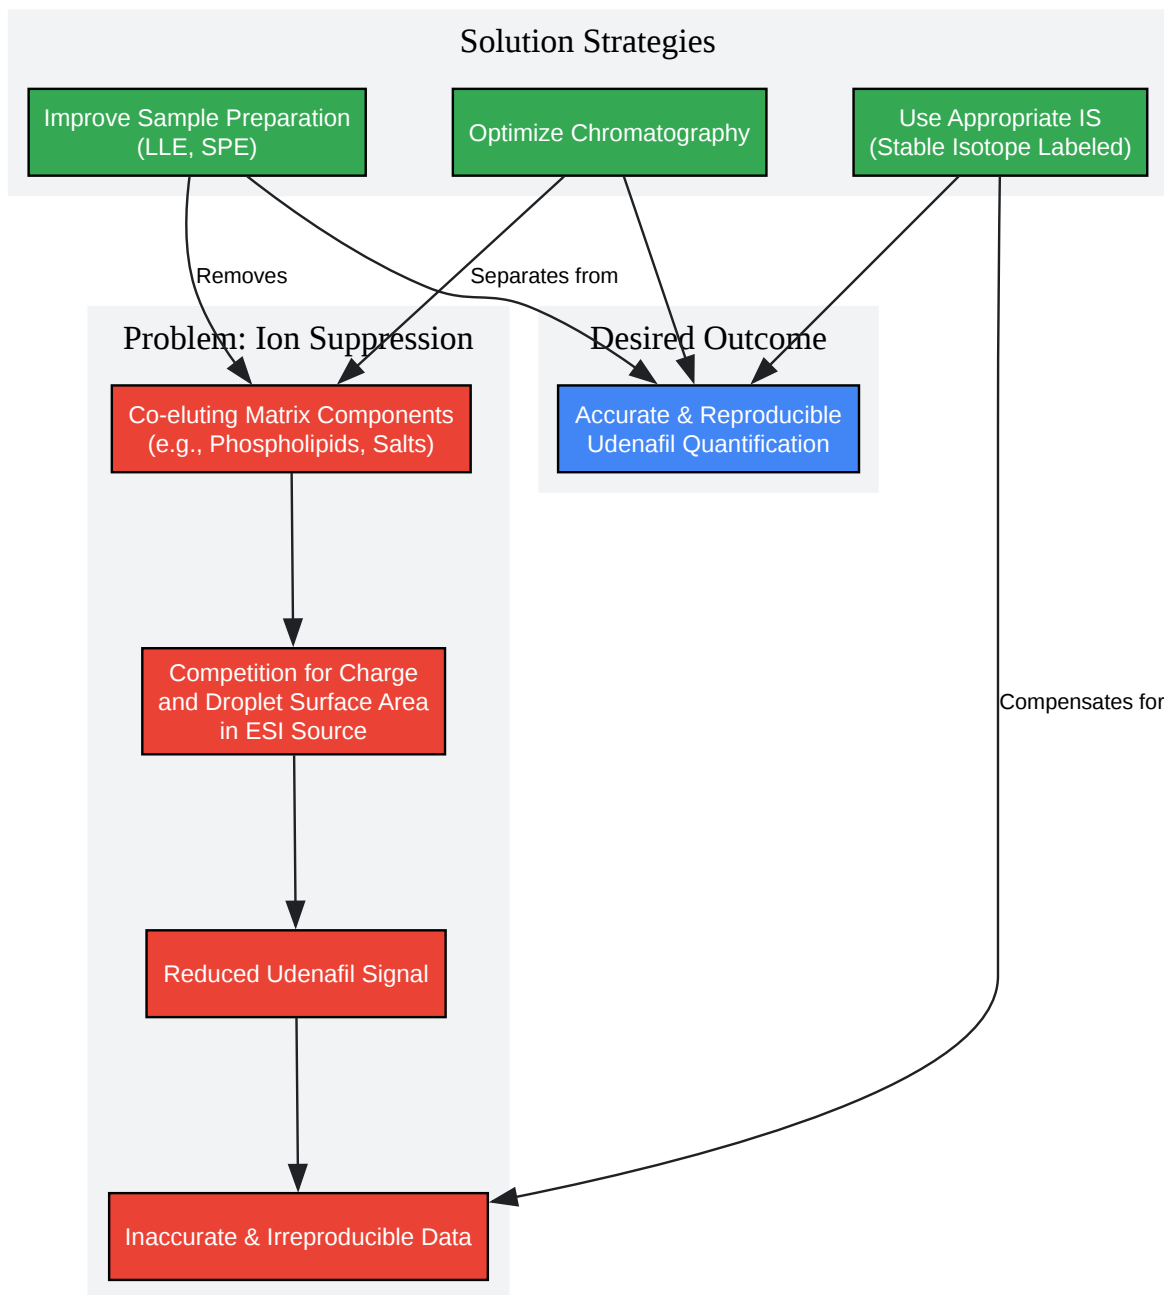 Solution Strategies
Improve Sample Preparation
(LLE, SPE)
Optimize Chromatography
Use Appropriate IS
(Stable Isotope Labeled)
Removes
Separates from
Problem: Ion Suppression
Desired Outcome
Co-eluting Matrix Components
(e.g., Phospholipids, Salts)
Accurate & Reproducible
Udenafil Quantification
Competition for Charge
and Droplet Surface Area
in ESI Source
Compensates for
Reduced Udenafil Signal
Inaccurate & Irreproducible Data